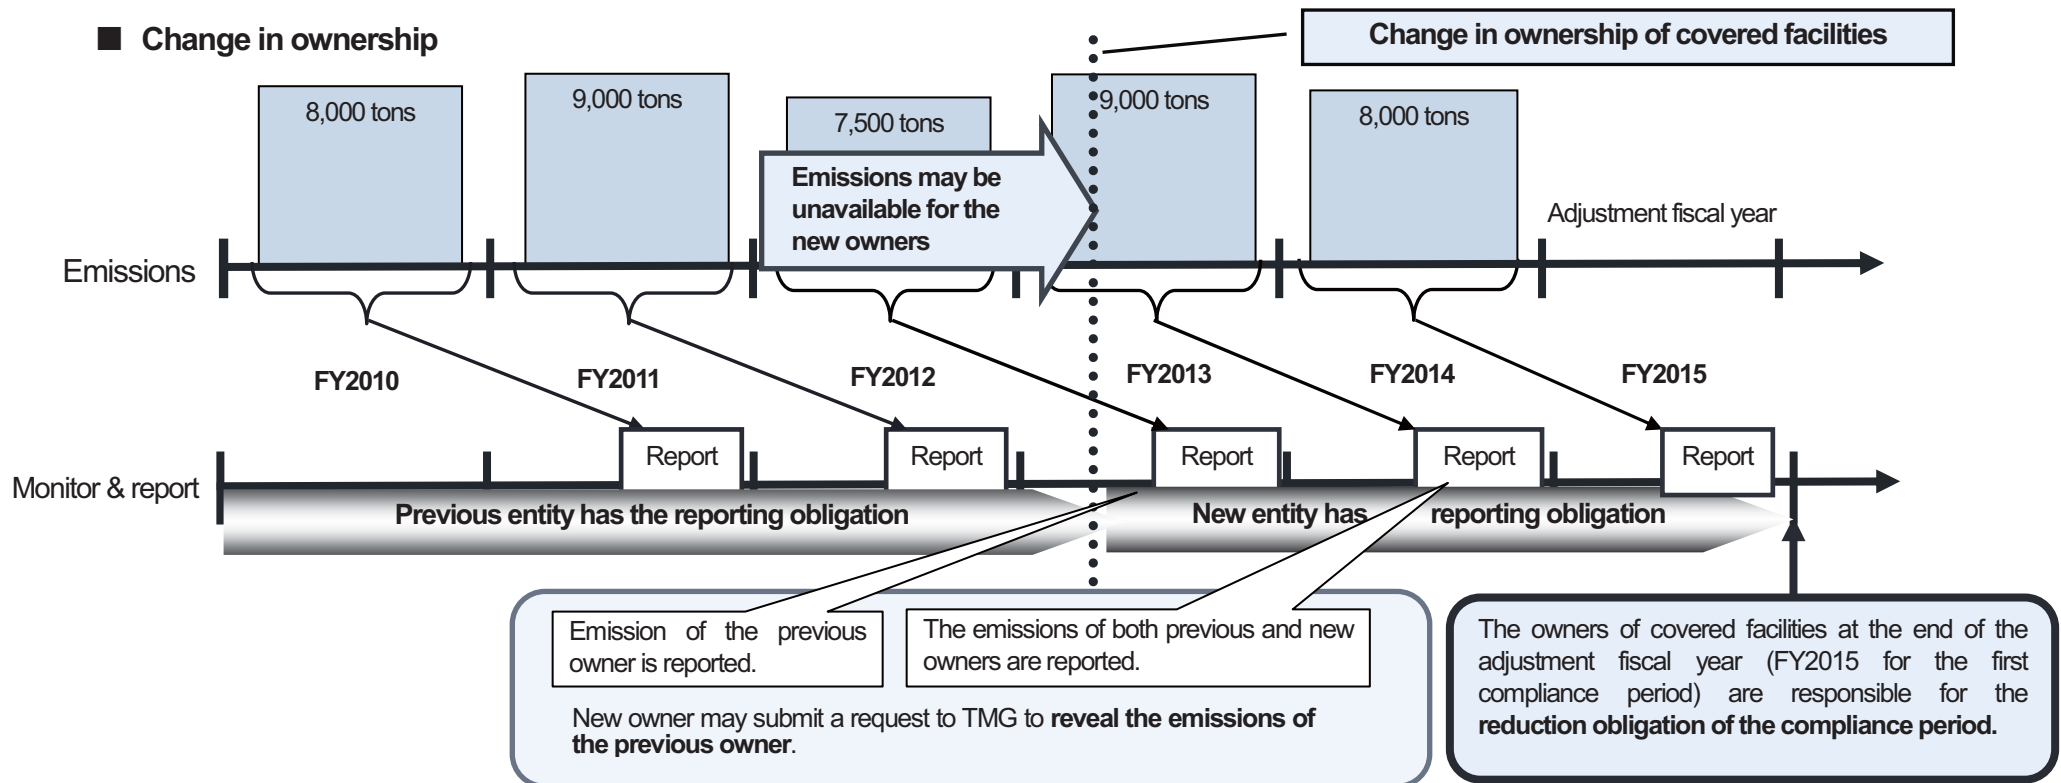 ■ Change in ownership
Change in ownership of covered facilities
8,000 tons
9,000 tons
7,500 tons
9,000 tons
8,000 tons
Emissions may be
unavailable for the
new owners
Adjustment fiscal year
Emissions
FY2010
FY2011
FY2012
FY2013
FY2014
FY2015
Report
Report
Report
Report
Report
Monitor & report
Previous entity has the reporting obligation
New entity has reporting obligation
Emission of the previous
owner is reported.
The emissions of both previous and new
owners are reported.
New owner may submit a request to TMG to reveal the emissions of
the previous owner.
The owners of covered facilities at the end of the
adjustment fiscal year (FY2015 for the first
compliance period) are responsible for the
reduction obligation of the compliance period.